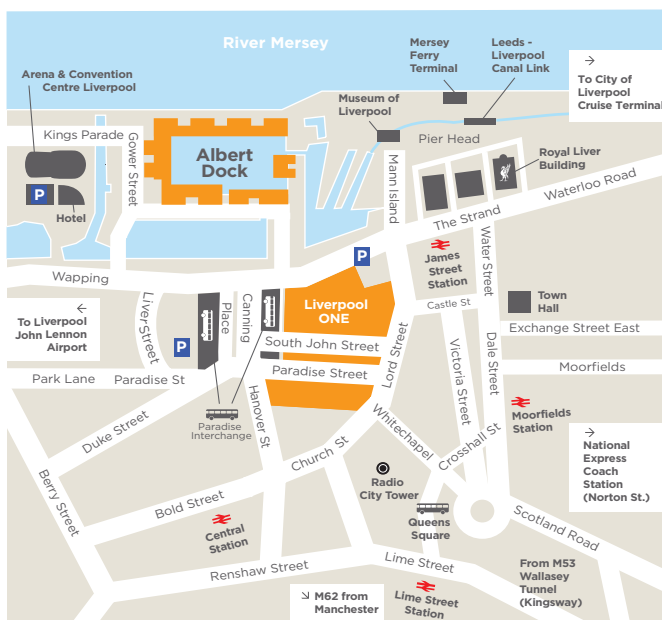 River Mersey
Mersey
Ferry
Terminal
Leeds -
Liverpool
Canal Link
→
To City of
Liverpool
Cruise Terminal
Arena & Convention
Centre Liverpool
Museum of
Liverpool
Kings Parade
Gower Street
Albert
Dock
Pier Head
Mann Island
Royal Liver
Building
P
Hotel
Waterloo Road
The Strand
Water Street
P
James
Street
Station
Wapping
Liverpool
ONE
Castle St
Town
Hall
←
To Liverpool
John Lennon
Airport
Liver Street
Place
Canning
P
South John Street
Exchange Street East
Lord Street
Victoria Street
Dale Street
Moorfields
Park Lane
Paradise St
Paradise Street
Hanover St
Moorfields
Station
Duke Street
Paradise
Interchange
Whitechapel
Crosshall St
→
National
Express
Coach
Station
(Norton St.)
Church St
Berry Street
Bold Street
Radio
City Tower
Queens
Square
Scotland Road
Central
Station
Renshaw Street
Lime Street
From M53
Wallasey
Tunnel
(Kingsway)
↘ M62 from
Manchester
Lime Street
Station